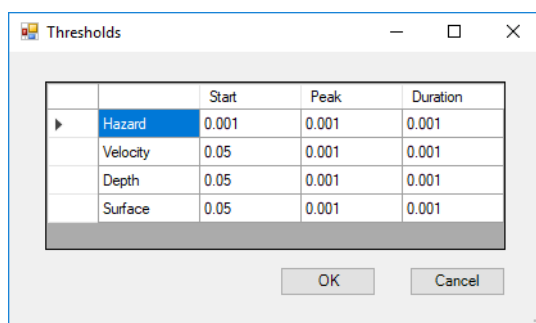 Thresholds
Start Peak Duration
Hazard 0.001 0.001 0.001
Velocity 0.05 0.001 0.001
Depth 0.05 0.001 0.001
Surface 0.05 0.001 0.001
OK Cancel